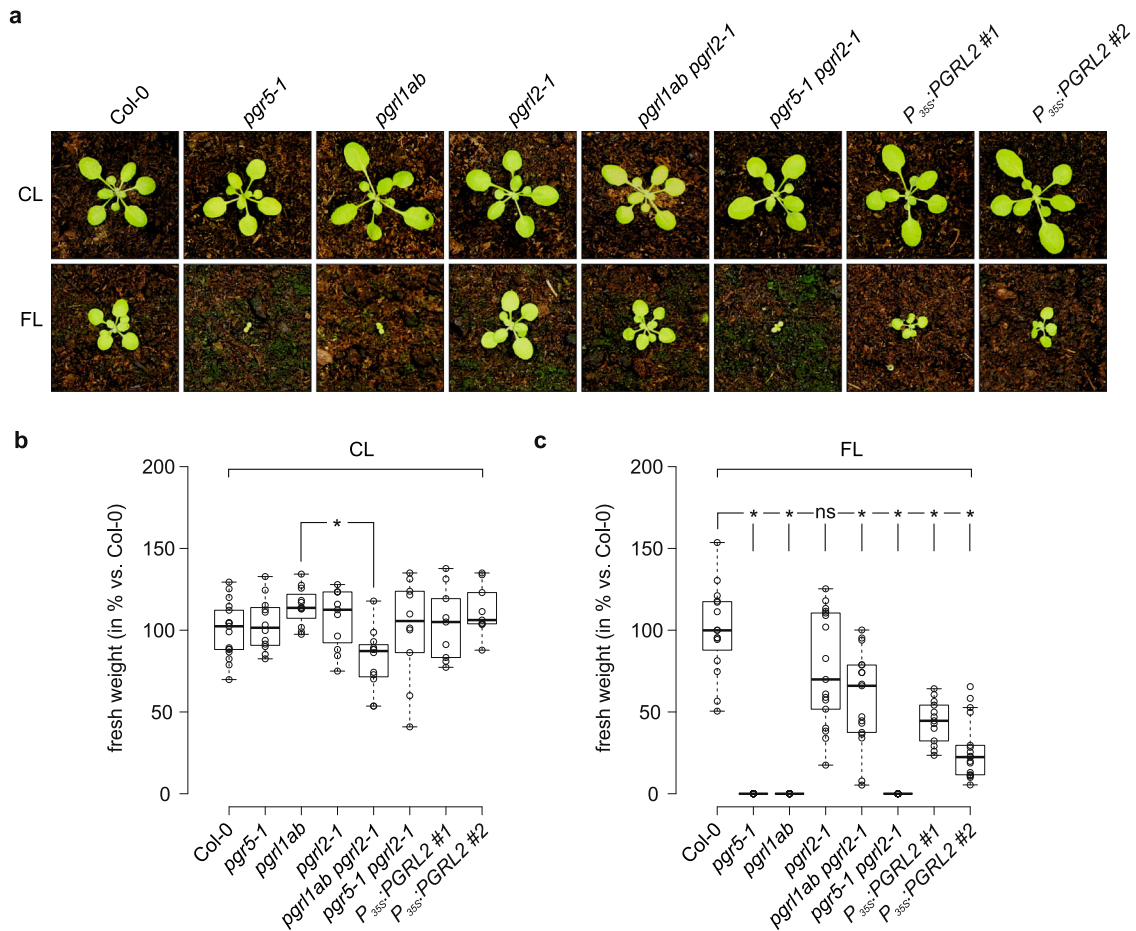 a
Col-0 pgr5-1 pgrl1ab pgrl2-1 pgrl1ab pgrl2-1 pgr5-1 pgrl2-1 P35S:PGRL2 #1 P35S:PGRL2 #2
CL
FL
b
CL
fresh weight (in % vs. Col-0)
200
150
100
50
0
*
Col-0 pgr5-1 pgrl1ab pgrl2-1 pgrl1ab pgrl2-1 pgr5-1 pgrl2-1 P35S:PGRL2 #1 P35S:PGRL2 #2
c
FL
fresh weight (in % vs. Col-0)
200
150
100
50
0
* * ns * * * *
Col-0 pgr5-1 pgrl1ab pgrl2-1 pgrl1ab pgrl2-1 pgr5-1 pgrl2-1 P35S:PGRL2 #1 P35S:PGRL2 #2